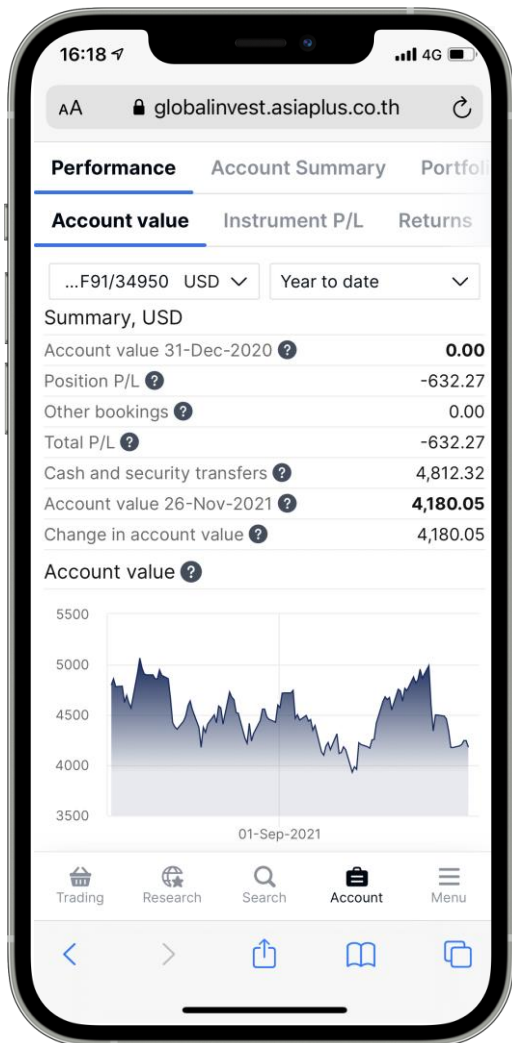 16:18
4G
AA globalinvest.asiaplus.co.th
Performance Account Summary Portfoli
Account value Instrument P/L Returns
...F91/34950 USD Year to date
Summary, USD
Account value 31-Dec-2020 ? 0.00
Position P/L ? -632.27
Other bookings ? 0.00
Total P/L ? -632.27
Cash and security transfers ? 4,812.32
Account value 26-Nov-2021 ? 4,180.05
Change in account value ? 4,180.05
Account value ?
5500
5000
4500
4000
3500
01-Sep-2021
Trading Research Search Account Menu